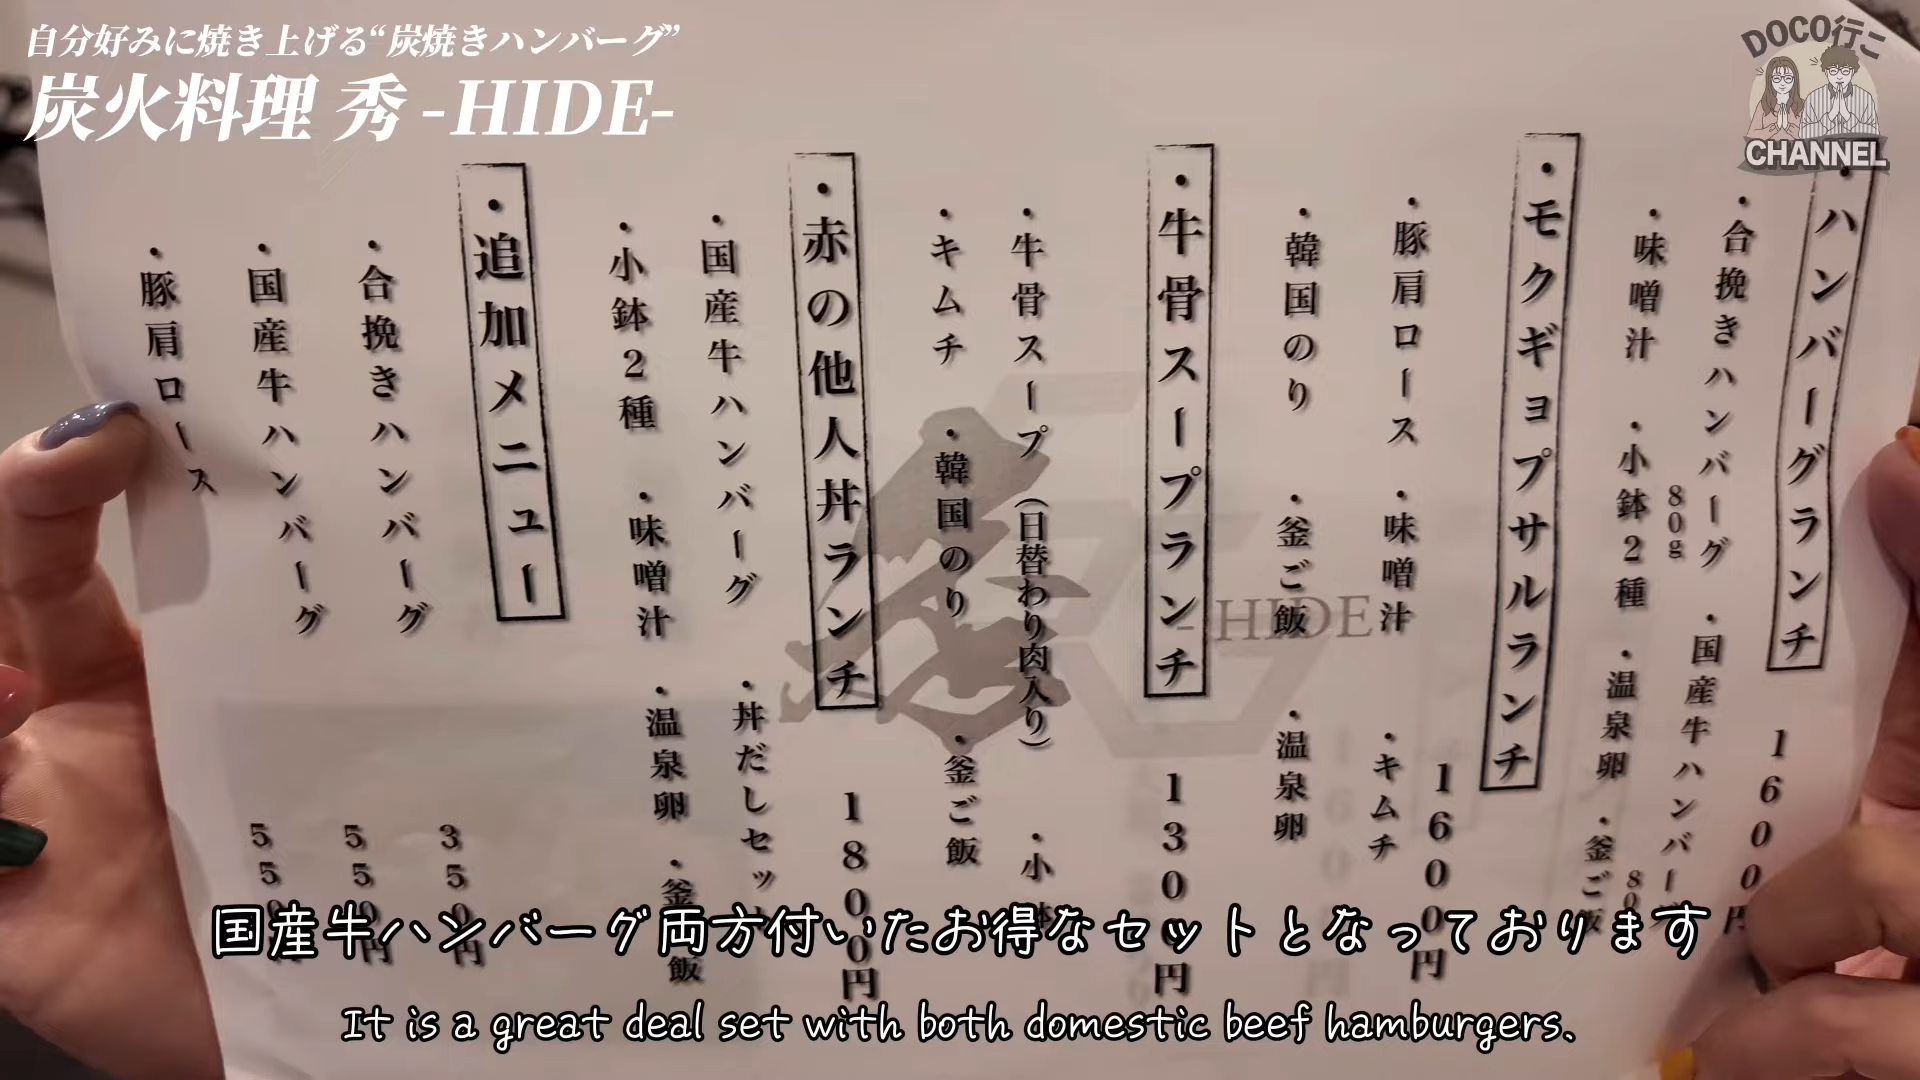 自分好みに焼き上げる“炭焼きハンバーグ”
炭火料理 秀 -HIDE-
DOCO行こ
CHANNEL
・ハンバーグランチ 1600円
・合挽きハンバーグ 80g ・国産牛ハンバーグ
・味噌汁 ・小鉢2種 ・温泉卵 ・釜ご飯
・モクギョプサルランチ 1600円
・豚肩ロース ・味噌汁 ・キムチ
・韓国のり ・釜ご飯 ・温泉卵
・牛骨スープランチ 1300円
・牛骨スープ(日替わり肉入り) ・小鉢
・キムチ ・韓国のり ・釜ご飯
・赤の他人丼ランチ 1800円
・国産牛ハンバーグ ・丼だしセット
・小鉢2種 ・味噌汁 ・温泉卵 ・釜ご飯
・追加メニュー
・合挽きハンバーグ 350円
・国産牛ハンバーグ 550円
・豚肩ロース 550円
- HIDE
国産牛ハンバーグ両方付いたお得なセットとなっております
It is a great deal set with both domestic beef hamburgers.